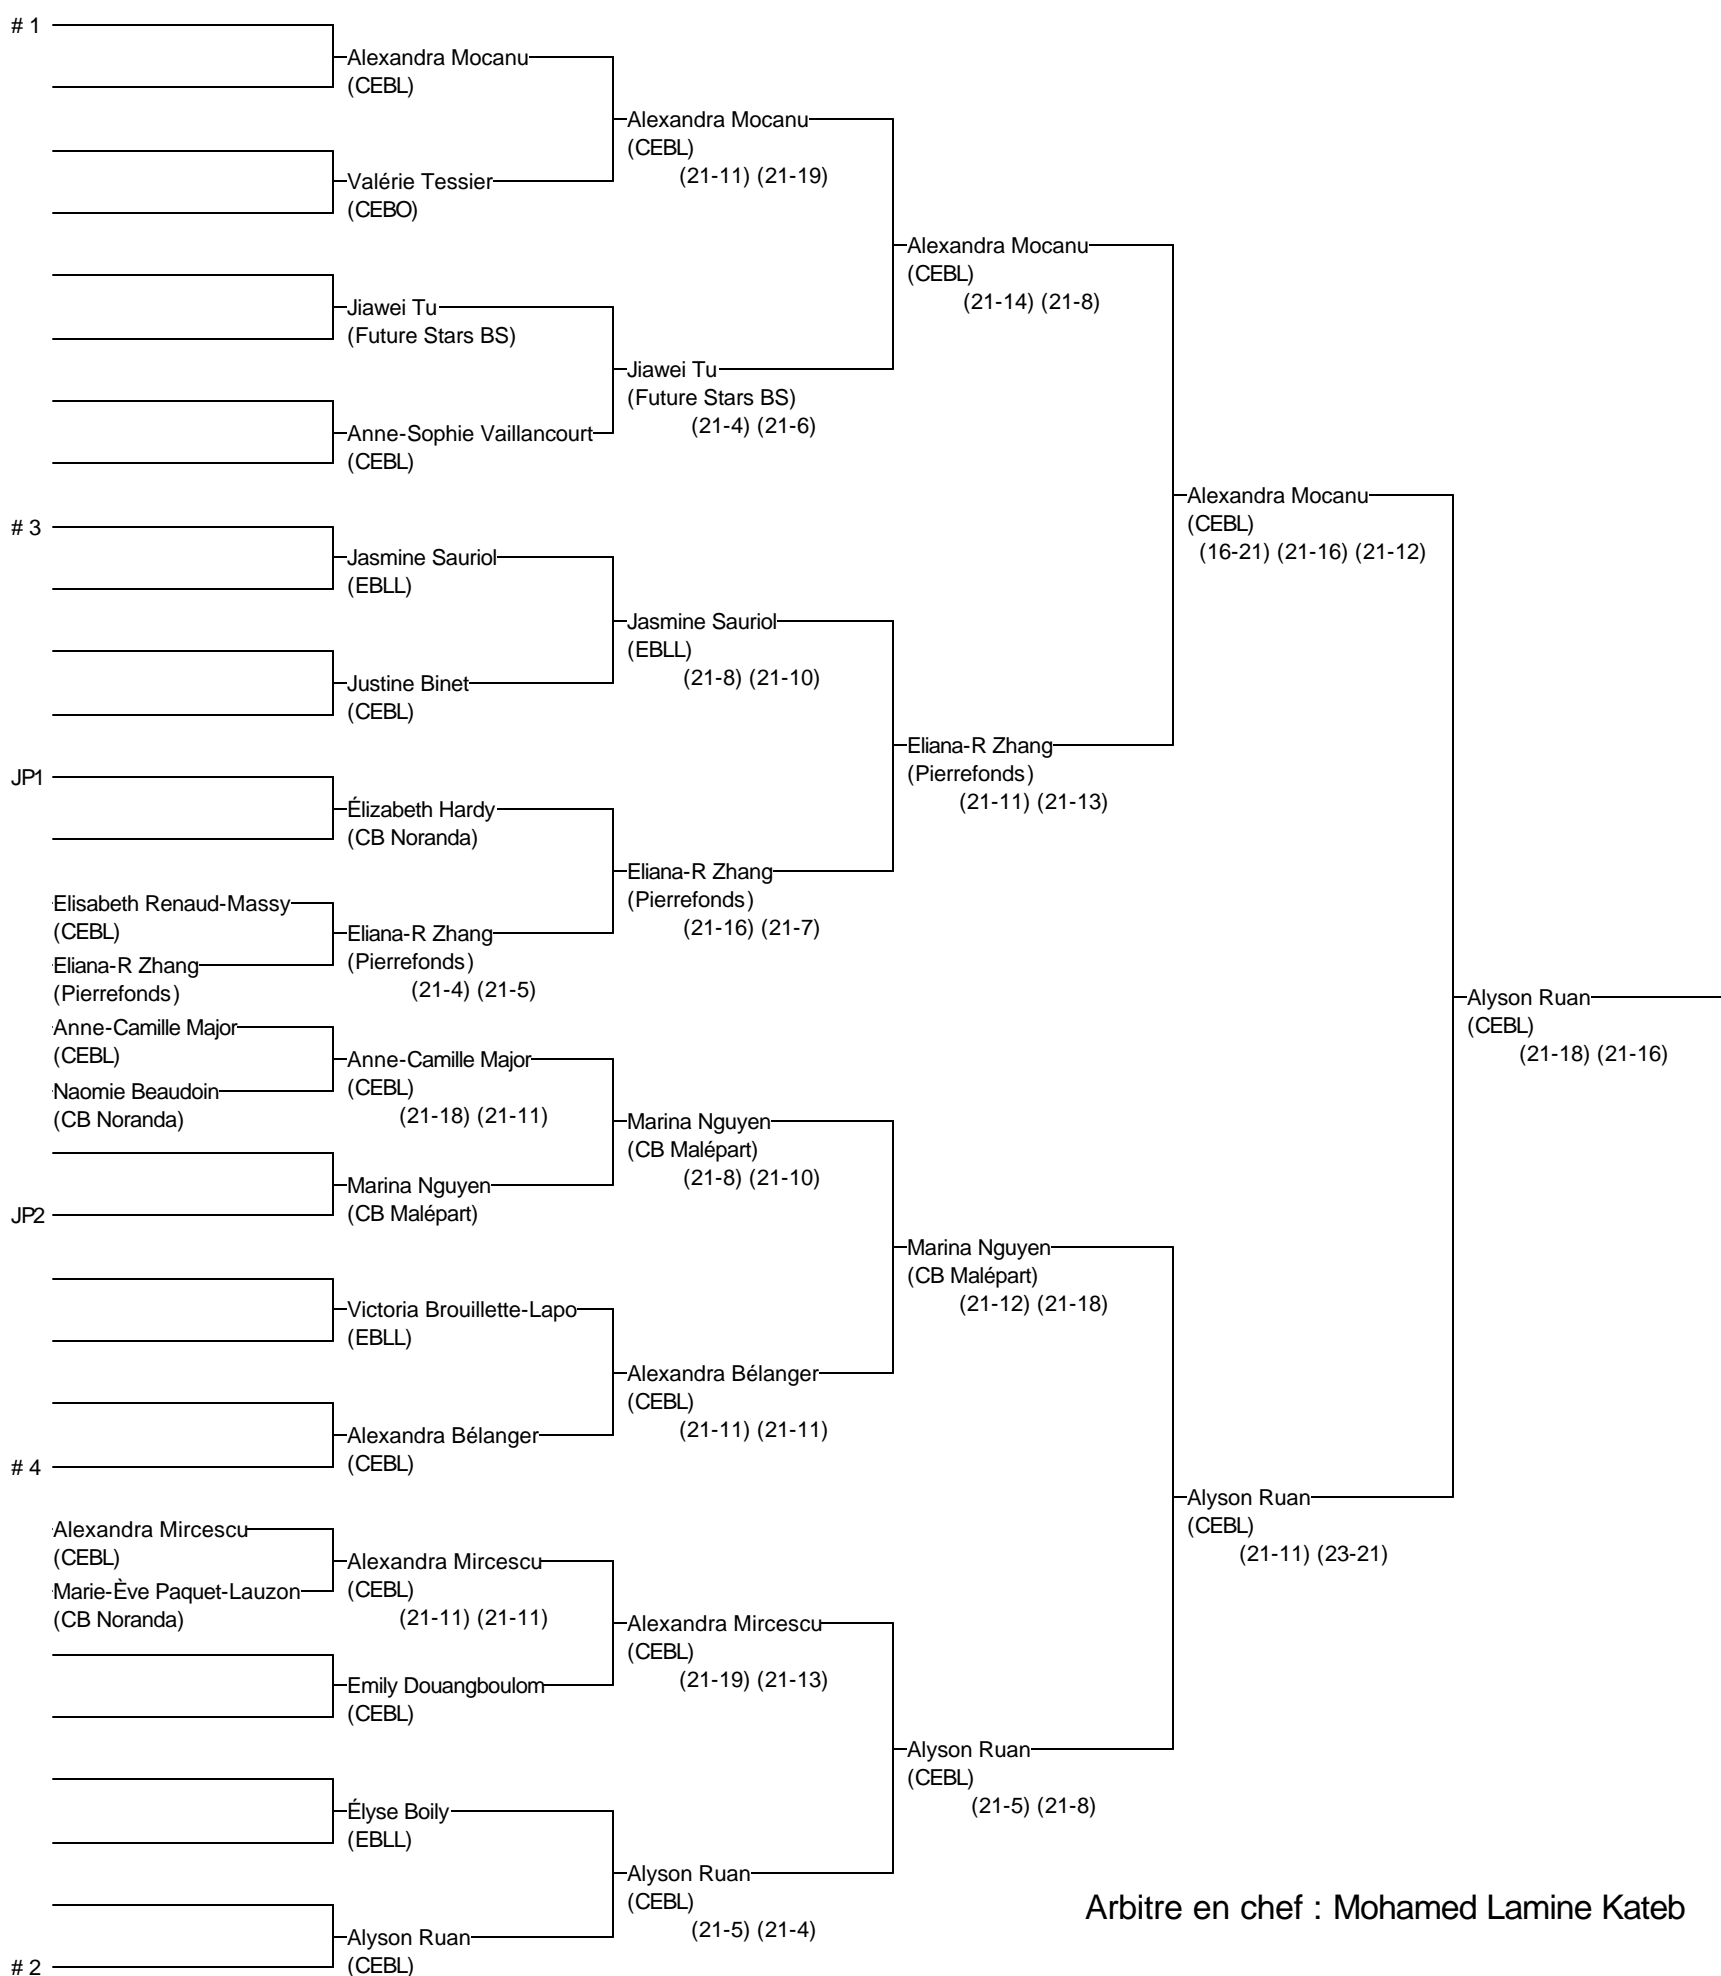 # 1
Alexandra Mocanu
(CEBL)
Alexandra Mocanu
(CEBL)
(21-11) (21-19)
Valérie Tessier
(CEBO)
Alexandra Mocanu
(CEBL)
(21-14) (21-8)
Jiawei Tu
(Future Stars BS)
Jiawei Tu
(Future Stars BS)
(21-4) (21-6)
Anne-Sophie Vaillancourt
(CEBL)
Alexandra Mocanu
(CEBL)
(16-21) (21-16) (21-12)
# 3
Jasmine Sauriol
(EBLL)
Jasmine Sauriol
(EBLL)
(21-8) (21-10)
Justine Binet
(CEBL)
Eliana-R Zhang
(Pierrefonds)
(21-11) (21-13)
JP1
Élizabeth Hardy
(CB Noranda)
Eliana-R Zhang
(Pierrefonds)
(21-16) (21-7)
Elisabeth Renaud-Massy
(CEBL)
Eliana-R Zhang
(Pierrefonds)
(21-4) (21-5)
Eliana-R Zhang
(Pierrefonds)
Alyson Ruan
(CEBL)
(21-18) (21-16)
Anne-Camille Major
(CEBL)
Anne-Camille Major
(CEBL)
(21-18) (21-11)
Naomie Beaudoin
(CB Noranda)
Marina Nguyen
(CB Malépart)
(21-8) (21-10)
Marina Nguyen
(CB Malépart)
JP2
Marina Nguyen
(CB Malépart)
(21-12) (21-18)
Victoria Brouillette-Lapo
(EBLL)
Alexandra Bélanger
(CEBL)
(21-11) (21-11)
Alexandra Bélanger
(CEBL)
# 4
Alyson Ruan
(CEBL)
(21-11) (23-21)
Alexandra Mircescu
(CEBL)
Alexandra Mircescu
(CEBL)
(21-11) (21-11)
Marie-Ève Paquet-Lauzon
(CB Noranda)
Alexandra Mircescu
(CEBL)
(21-19) (21-13)
Emily Douangboulom
(CEBL)
Alyson Ruan
(CEBL)
(21-5) (21-8)
Élyse Boily
(EBLL)
Alyson Ruan
(CEBL)
(21-5) (21-4)
Arbitre en chef : Mohamed Lamine Kateb
Alyson Ruan
(CEBL)
# 2